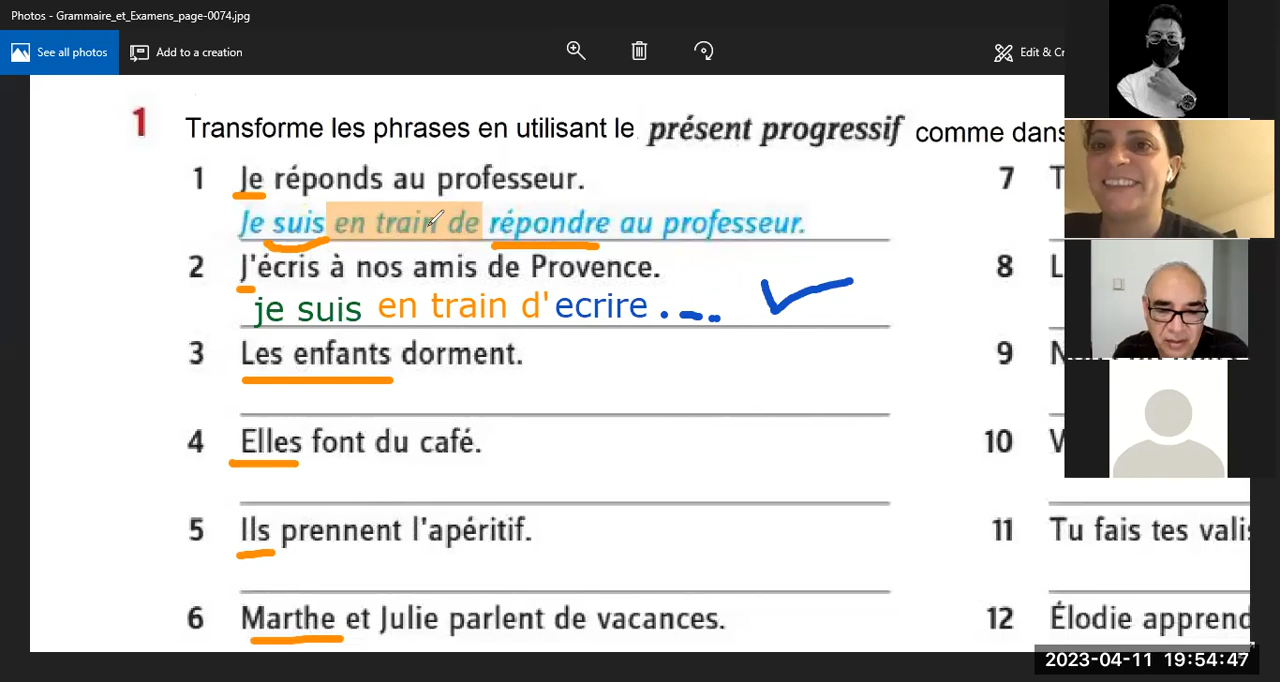 Photos - Grammaire_et_Examens_page-0074.jpg
See all photos
Add to a creation
Edit & Cr
1 Transforme les phrases en utilisant le présent progressif comme dans
1 Je réponds au professeur.
Je suis en train de répondre au professeur.
2 J'écris à nos amis de Provence.
je suis en train d'ecrire ....
3 Les enfants dorment.
4 Elles font du café.
5 Ils prennent l'apéritif.
6 Marthe et Julie parlent de vacances.
7 T
8 L
9
10 V
11 Tu fais tes valis
12 Élodie apprend
2023-04-11 19:54:47